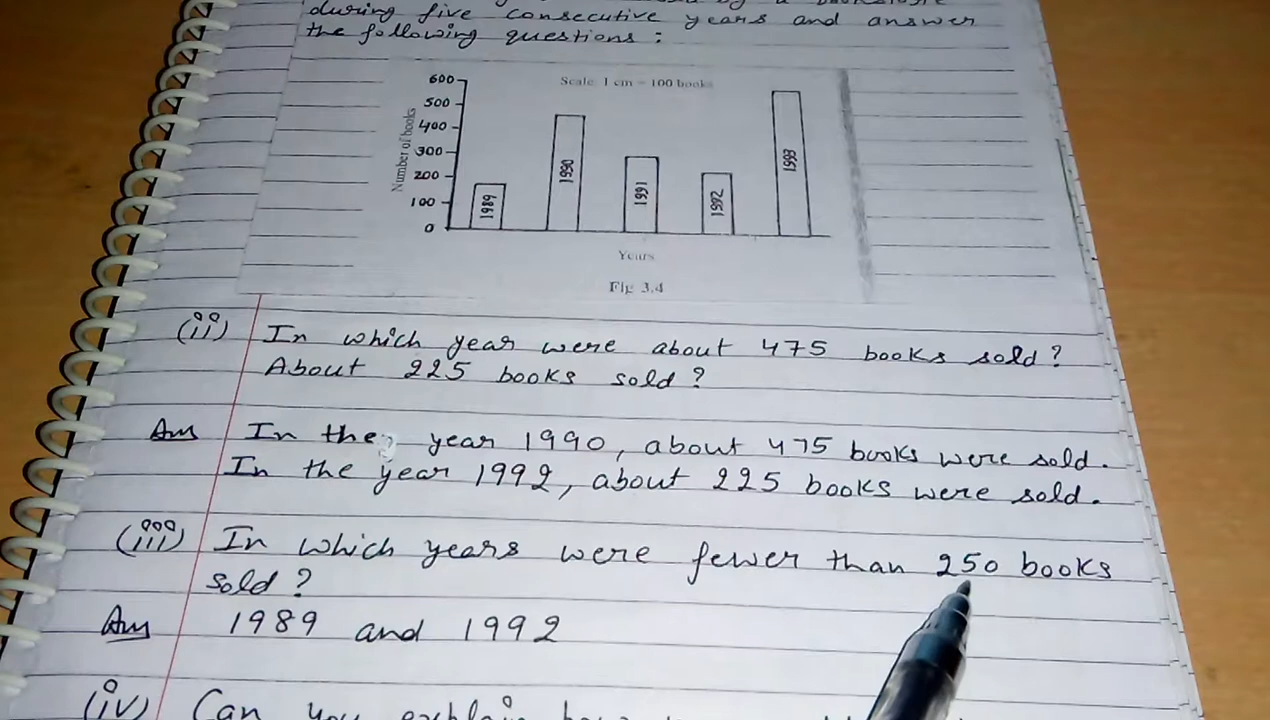 during five consecutive years and answer
the following questions :
Scale 1 cm = 100 books
600
500
400
300
200
100
0
Number of books
1989
1990
1991
1992
1993
Years
Fig 3.4
(ii) In which year were about 475 books sold?
About 225 books sold?
Ans In the year 1990, about 475 books were sold.
In the year 1992, about 225 books were sold.
(iii) In which years were fewer than 250 books
sold?
Ans 1989 and 1992
(iv) Can you explain